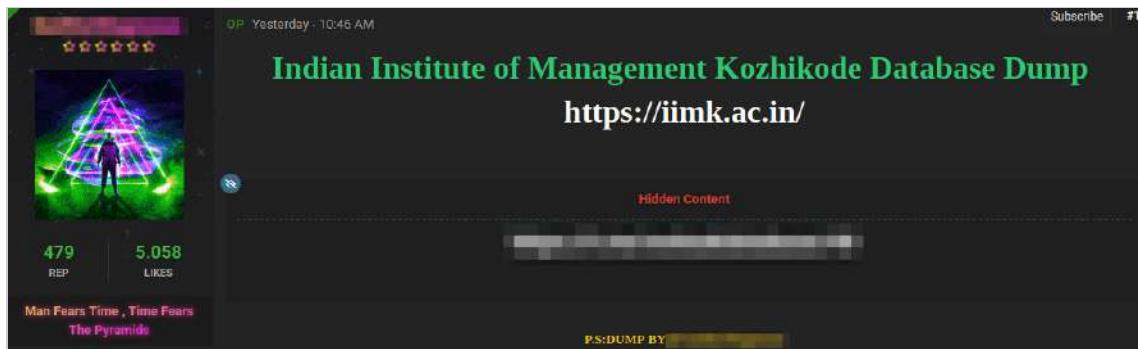 OP Yesterday - 10:46 AM
Subscribe #1
Indian Institute of Management Kozhikode Database Dump
https://iimk.ac.in/
Hidden Content
479 5.058
REP LIKES
Man Fears Time , Time Fears
The Pyramids
P.S:DUMP BY